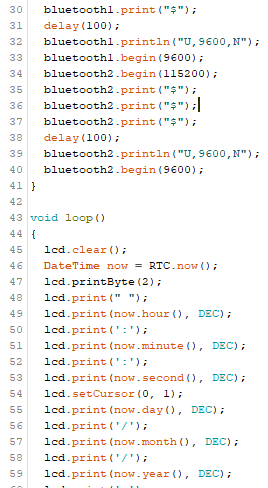 30 bluetooth1.print("$");
31 delay(100);
32 bluetooth1.println("U,9600,N");
33 bluetooth1.begin(9600);
34 bluetooth2.begin(115200);
35 bluetooth2.print("$");
36 bluetooth2.print("$");
37 bluetooth2.print("$");
38 delay(100);
39 bluetooth2.println("U,9600,N");
40 bluetooth2.begin(9600);
41 }
42
43 void loop()
44 {
45 lcd.clear();
46 DateTime now = RTC.now();
47 lcd.printByte(2);
48 lcd.print(" ");
49 lcd.print(now.hour(), DEC);
50 lcd.print(':');
51 lcd.print(now.minute(), DEC);
52 lcd.print(':');
53 lcd.print(now.second(), DEC);
54 lcd.setCursor(0, 1);
55 lcd.print(now.day(), DEC);
56 lcd.print('/');
57 lcd.print(now.month(), DEC);
58 lcd.print('/');
59 lcd.print(now.year(), DEC);